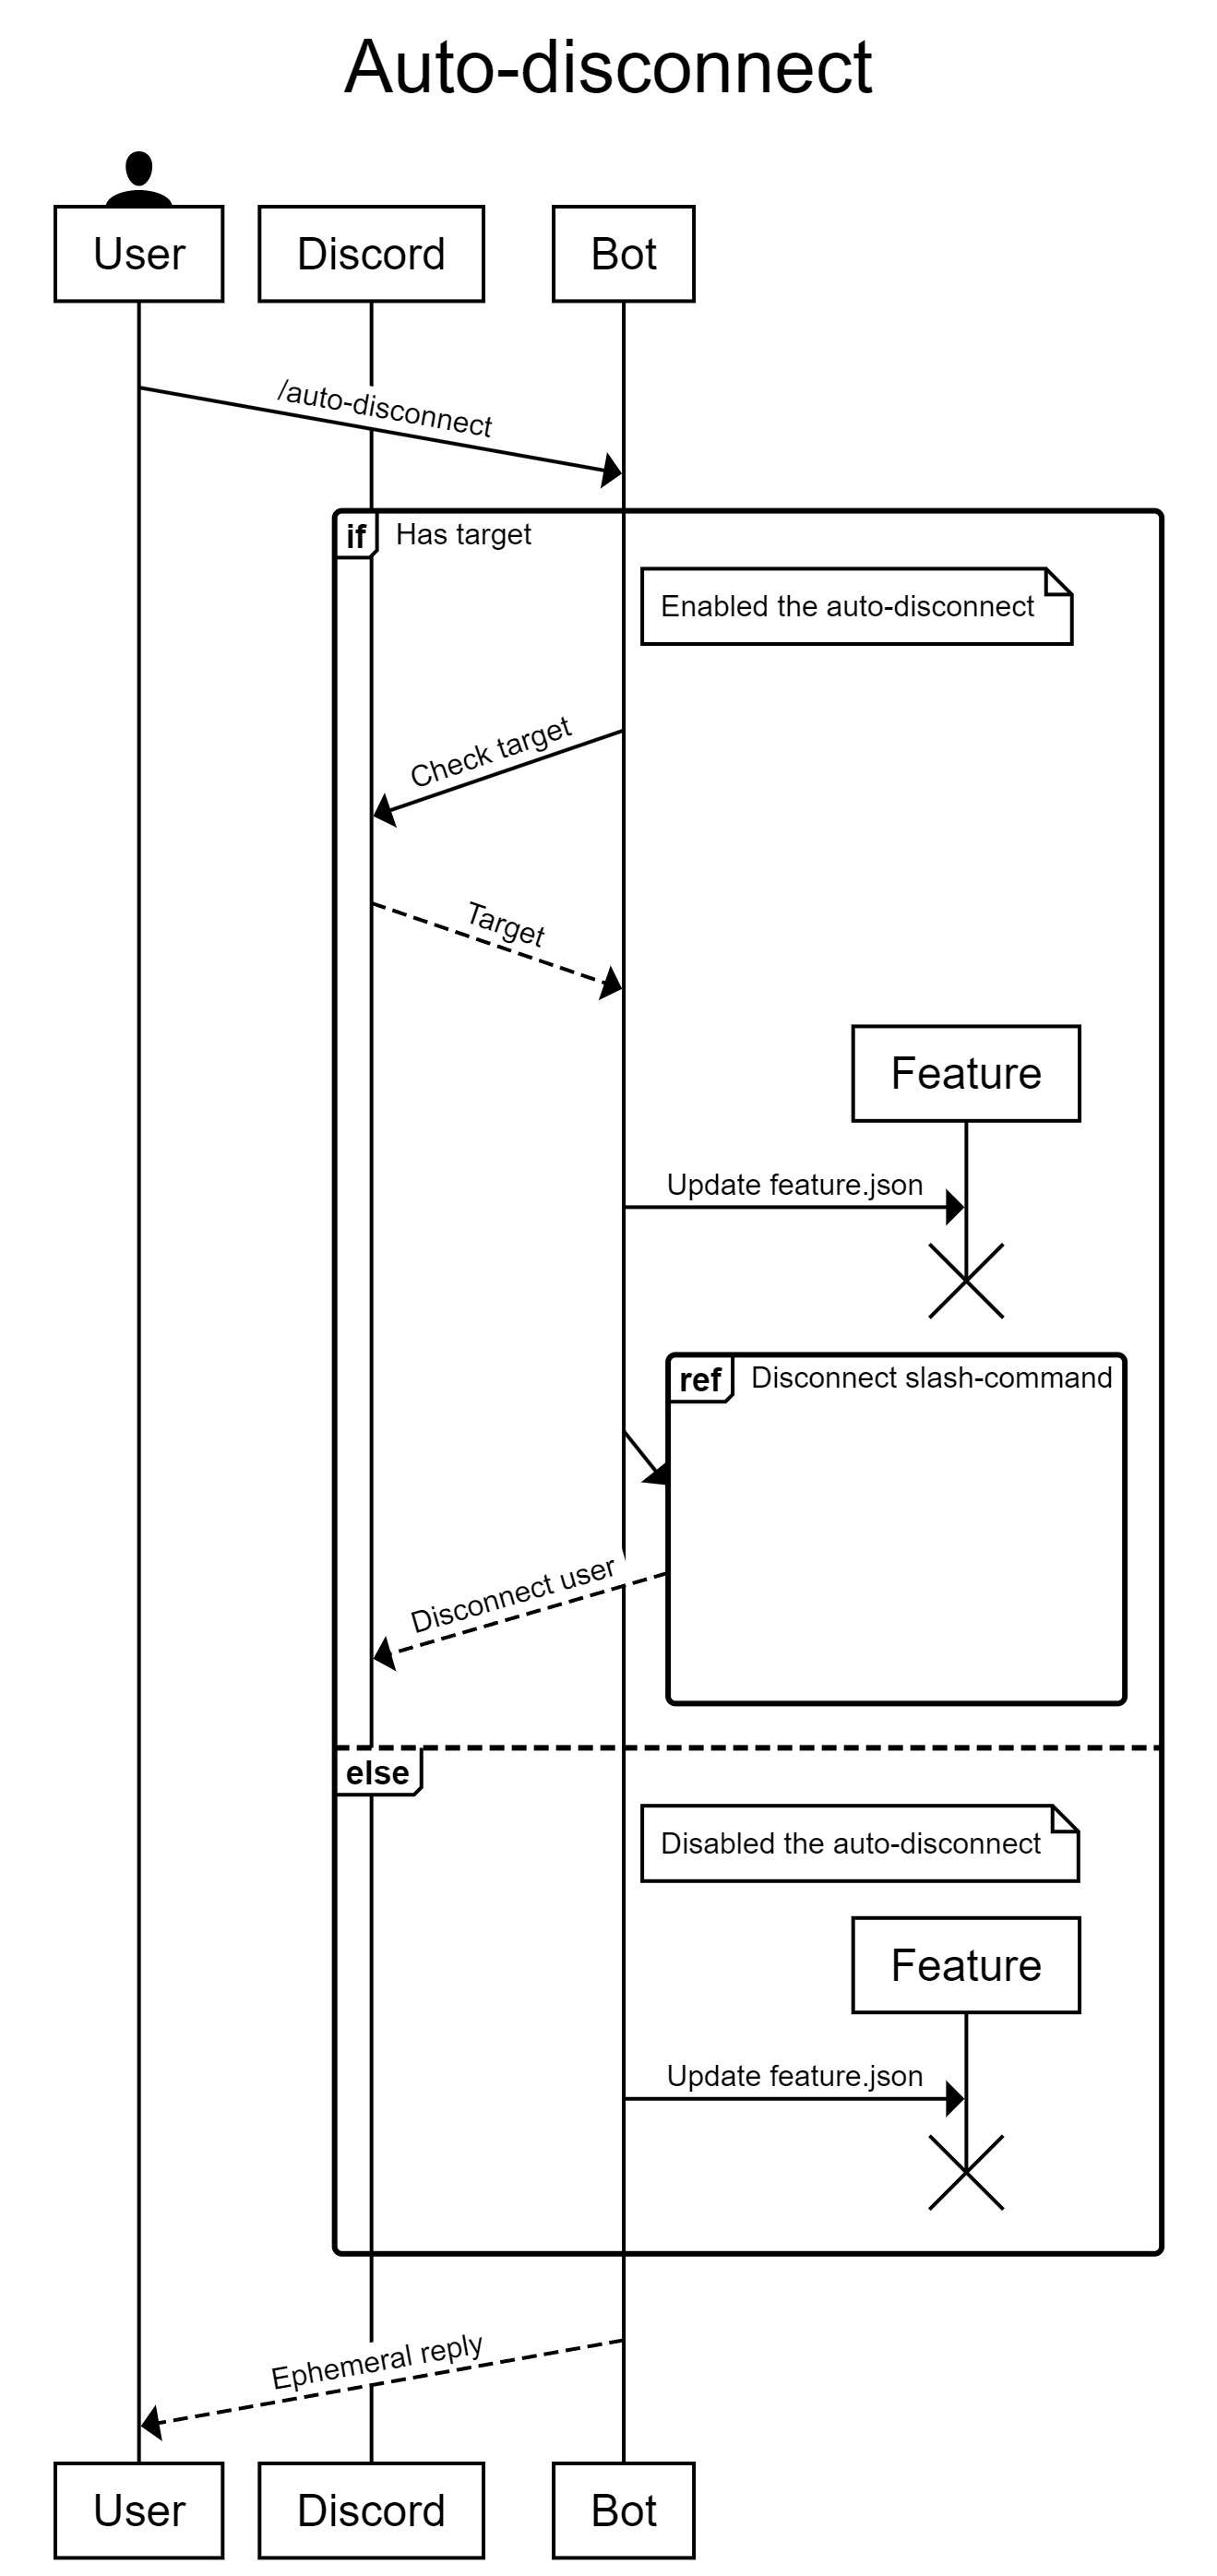 Auto-disconnect
User
Discord
Bot
/auto-disconnect
if
Has target
Enabled the auto-disconnect
Check target
Target
Feature
Update feature.json
ref
Disconnect slash-command
Disconnect user
else
Disabled the auto-disconnect
Feature
Update feature.json
Ephemeral reply
User
Discord
Bot